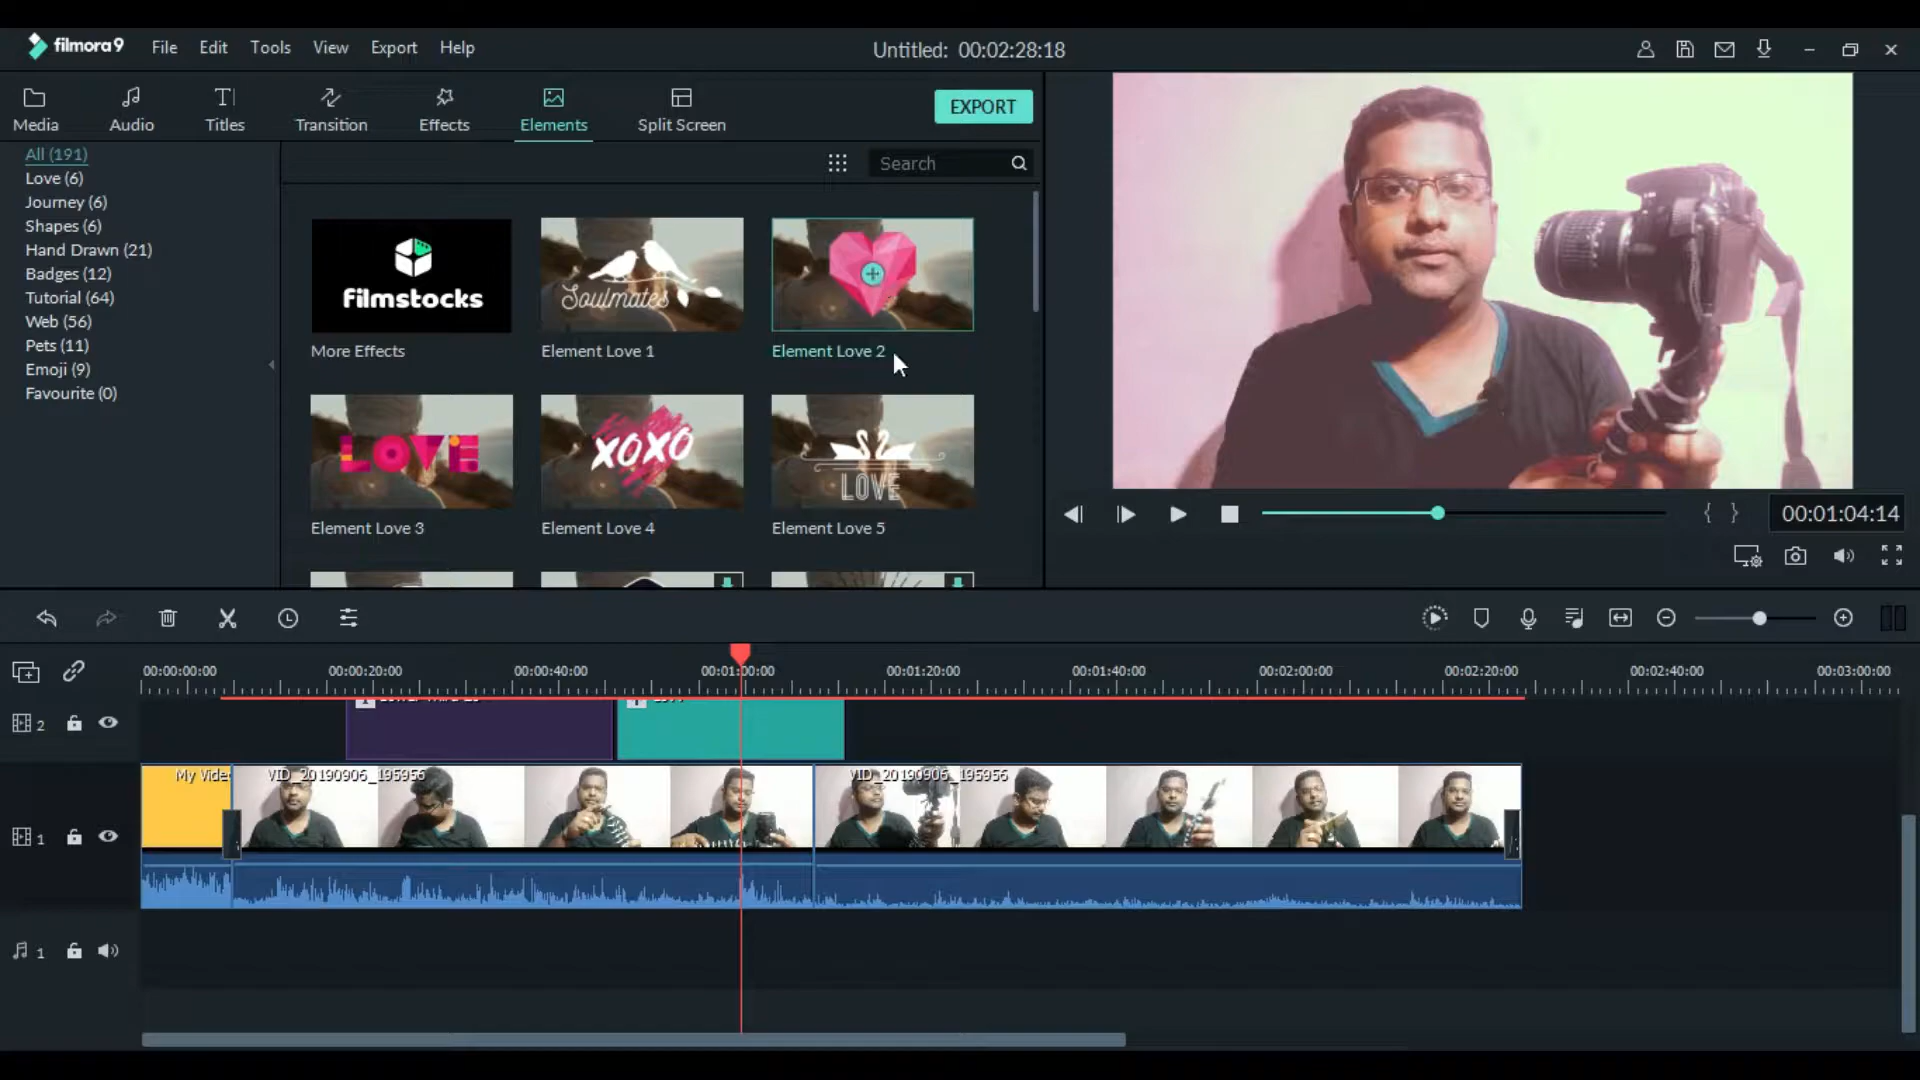 filmora9 File Edit Tools View Export Help
Untitled: 00:02:28:18
Media Audio Titles Transition Effects Elements Split Screen
EXPORT
All (191)
Love (6)
Journey (6)
Shapes (6)
Hand Drawn (21)
Badges (12)
Tutorial (64)
Web (56)
Pets (11)
Emoji (9)
Favourite (0)
Search
filmstocks
Soulmates
More Effects Element Love 1 Element Love 2
LOVE
XOXO
LOVE
Element Love 3 Element Love 4 Element Love 5
00:01:04:14
00:00:00:00 00:00:20:00 00:00:40:00 00:01:00:00 00:01:20:00 00:01:40:00 00:02:00:00 00:02:20:00 00:02:40:00 00:03:00:00
2
My Vide VID_20190906_195956 VID_20190906_195956
1
1